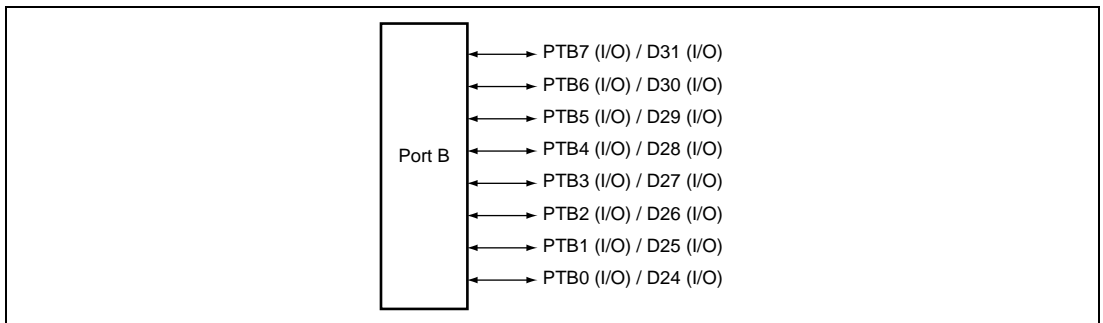 PTB7 (I/O) / D31 (I/O)
PTB6 (I/O) / D30 (I/O)
PTB5 (I/O) / D29 (I/O)
Port B
PTB4 (I/O) / D28 (I/O)
PTB3 (I/O) / D27 (I/O)
PTB2 (I/O) / D26 (I/O)
PTB1 (I/O) / D25 (I/O)
PTB0 (I/O) / D24 (I/O)